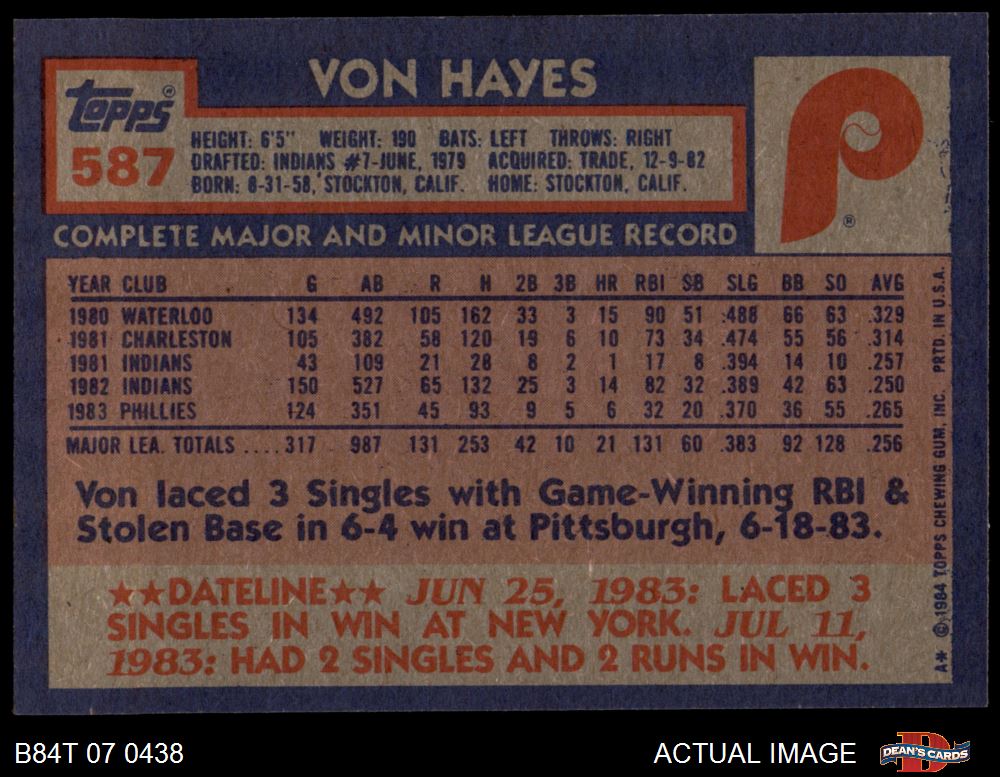 VON HAYES
topps®
587
HEIGHT: 6'5" WEIGHT: 190 BATS: LEFT THROWS: RIGHT
DRAFTED: INDIANS #7-JUNE, 1979 ACQUIRED: TRADE, 12-9-82
BORN: 8-31-58, STOCKTON, CALIF. HOME: STOCKTON, CALIF.
P
®
COMPLETE MAJOR AND MINOR LEAGUE RECORD
YEAR CLUB G AB R H 2B 3B HR RBI SB SLG BB SO AVG
1980 WATERLOO 134 492 105 162 33 3 15 90 51 .488 66 63 .329
1981 CHARLESTON 105 382 58 120 19 6 10 73 34 .474 55 56 .314
1981 INDIANS 43 109 21 28 8 2 1 17 8 .394 14 10 .257
1982 INDIANS 150 527 65 132 25 3 14 82 32 .389 42 63 .250
1983 PHILLIES 124 351 45 93 9 5 6 32 20 .370 36 55 .265
MAJOR LEA. TOTALS .... 317 987 131 253 42 10 21 131 60 .383 92 128 .256
Von laced 3 Singles with Game-Winning RBI &
Stolen Base in 6-4 win at Pittsburgh, 6-18-83.
★★DATELINE★★ JUN 25, 1983: LACED 3
SINGLES IN WIN AT NEW YORK. JUL 11,
1983: HAD 2 SINGLES AND 2 RUNS IN WIN.
A* © 1984 TOPPS CHEWING GUM, INC. PRTD. IN U.S.A.
B84T 07 0438
ACTUAL IMAGE
D
DEAN'S CARDS